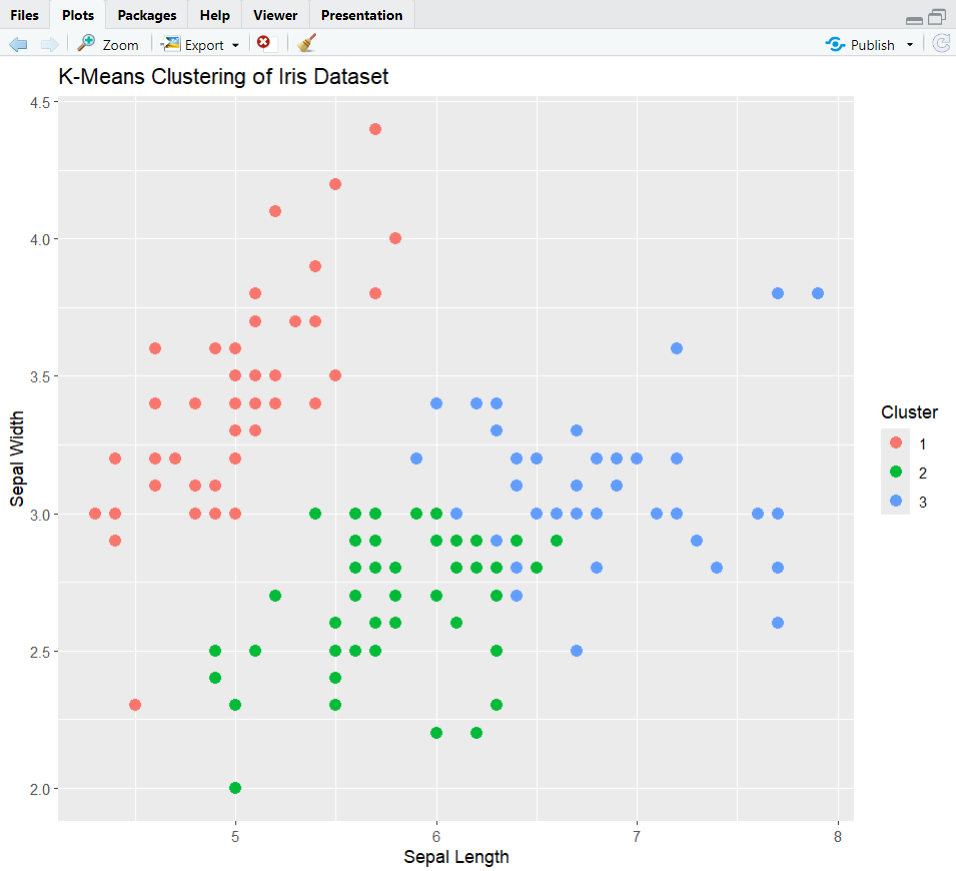 Files Plots Packages Help Viewer Presentation
Zoom Export Publish
K-Means Clustering of Iris Dataset
4.5
4.0
3.5
3.0
2.5
2.0
Sepal Width
5 6 7 8
Sepal Length
Cluster
1
2
3